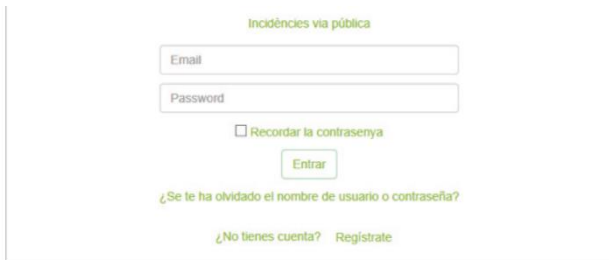 Incidéncies via pública
Email
Password
Recordar la contrasenya
Entrar
¿Se te ha olvidado el nombre de usuario o contraseña?
¿No tienes cuenta? Regístrate